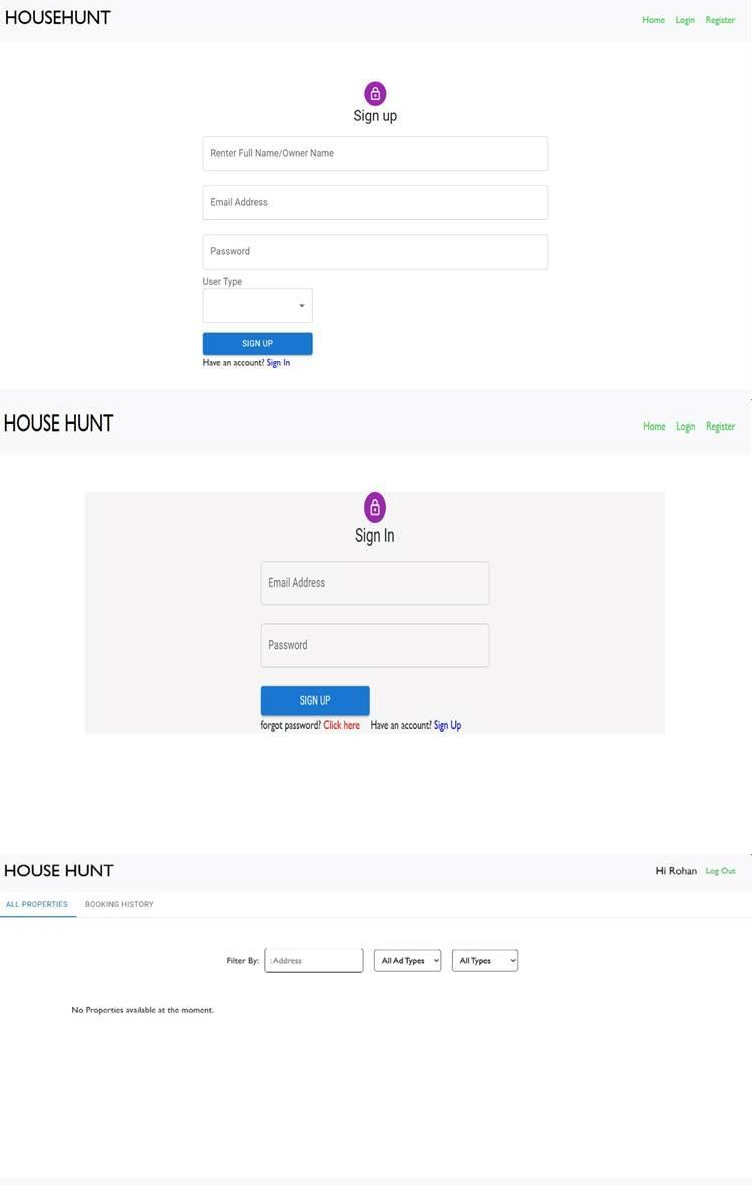 HOUSEHUNT
Home Login Register
Sign up
Renter Full Name/Owner Name
Email Address
Password
User Type
SIGN UP
Have an account? Sign In
HOUSE HUNT
Home Login Register
Sign In
Email Address
Password
SIGN UP
forgot password? Click here Have an account? Sign Up
HOUSE HUNT
Hi Rohan Log Out
ALL PROPERTIES BOOKING HISTORY
Filter By: :Address All Ad Types All Types
No Properties available at the moment.